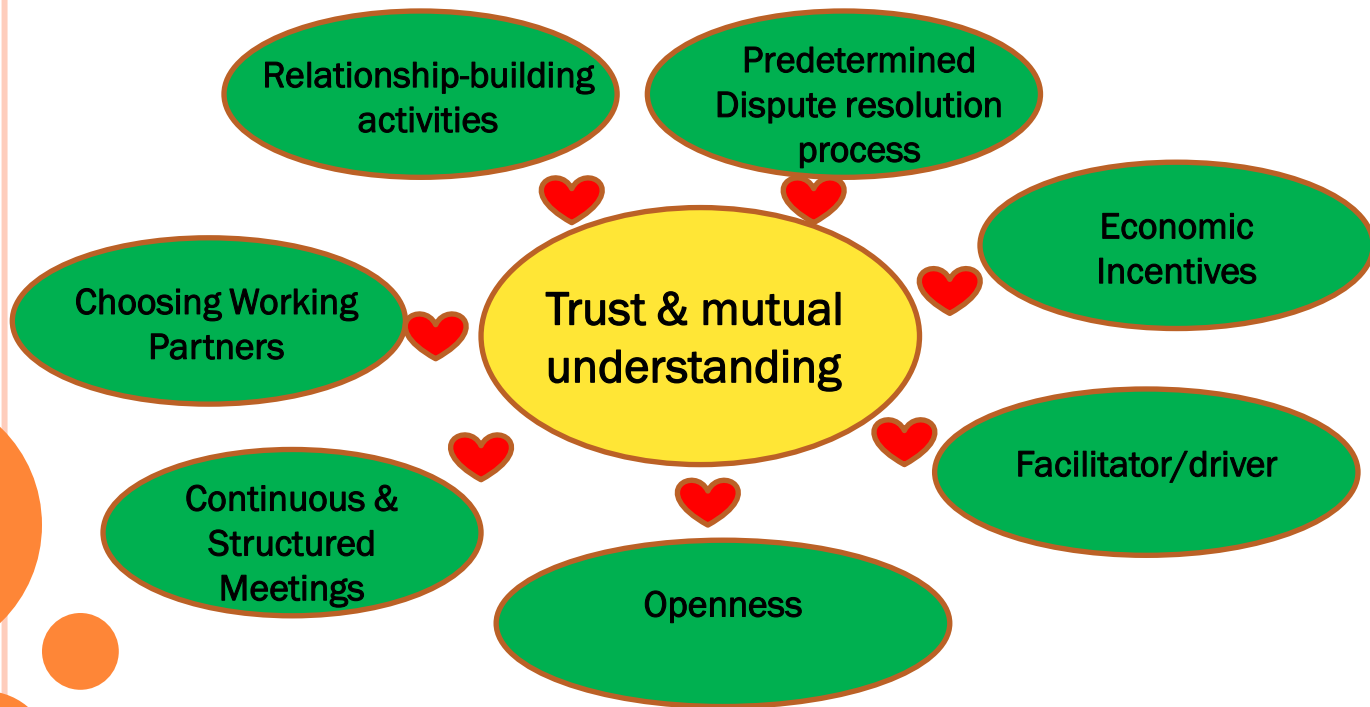 Relationship-building
activities
Predetermined
Dispute resolution
process
Economic
Incentives
Choosing Working
Partners
Trust & mutual
understanding
Facilitator/driver
Continuous &
Structured
Meetings
Openness